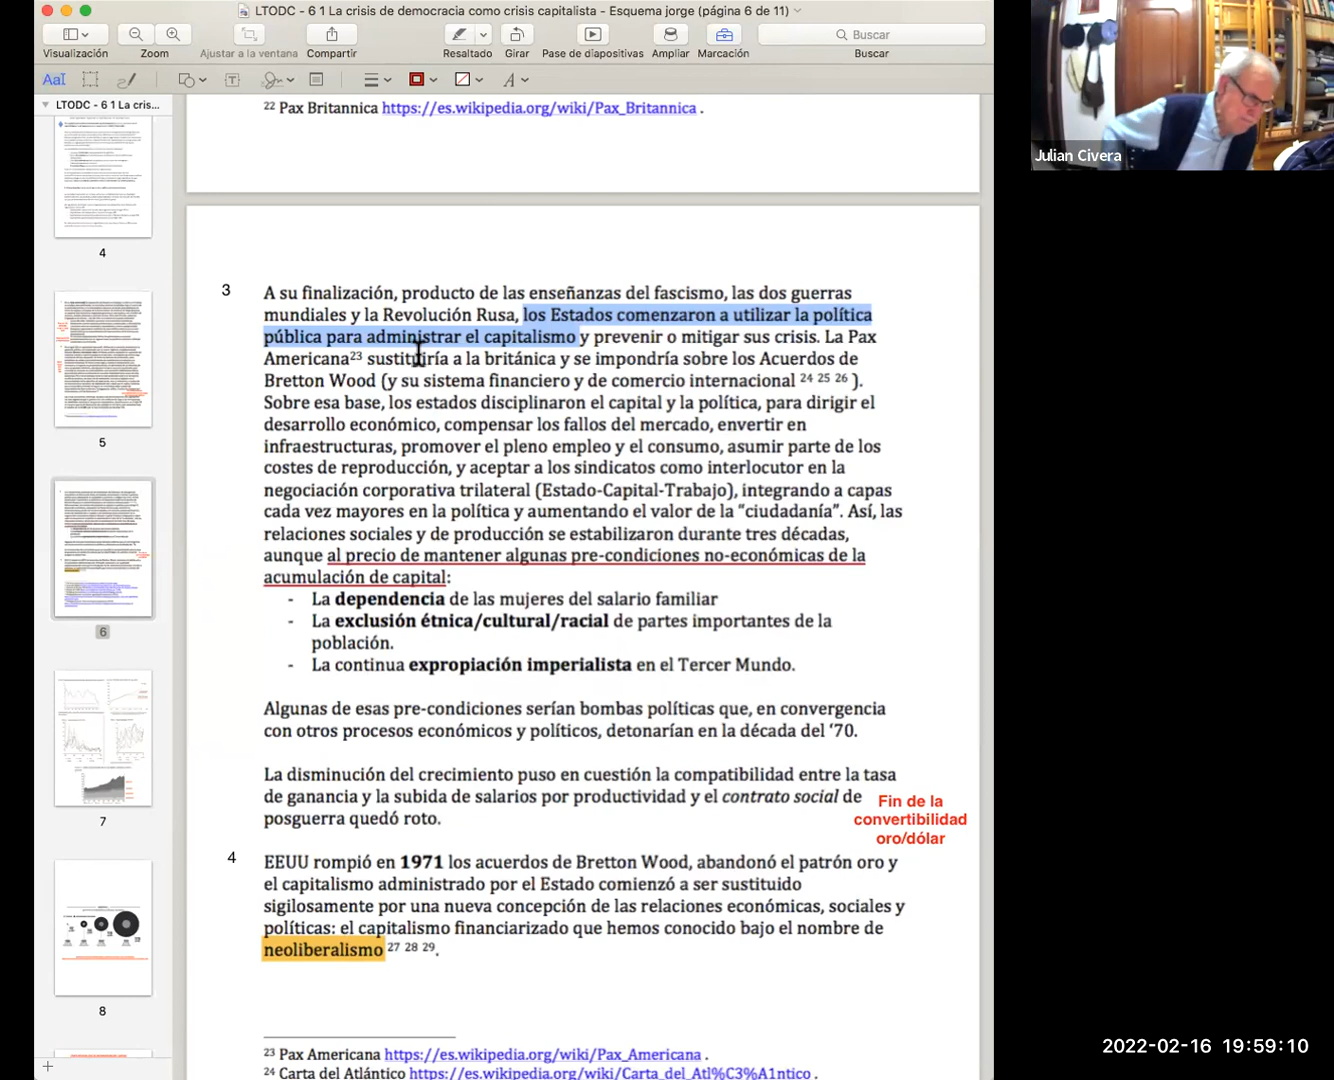 LTODC - 6 1 La crisis de democracia como crisis capitalista - Esquema jorge (página 6 de 11)
Visualización
Zoom
Ajustar a la ventana
Compartir
Resaltado
Girar
Pase de diapositivas
Ampliar
Marcación
Buscar
Buscar
AaI
LTODC - 6 1 La cris...
4
5
6
7
8
22 Pax Britannica https://es.wikipedia.org/wiki/Pax_Britannica .
3
A su finalización, producto de las enseñanzas del fascismo, las dos guerras
mundiales y la Revolución Rusa, los Estados comenzaron a utilizar la política
pública para administrar el capitalismo y prevenir o mitigar sus crisis. La Pax
Americana23 sustituiría a la británica y se impondría sobre los Acuerdos de
Bretton Wood (y su sistema financiero y de comercio internacional 24 25 26 ).
Sobre esa base, los estados disciplinaron el capital y la política, para dirigir el
desarrollo económico, compensar los fallos del mercado, envertir en
infraestructuras, promover el pleno empleo y el consumo, asumir parte de los
costes de reproducción, y aceptar a los sindicatos como interlocutor en la
negociación corporativa trilateral (Estado-Capital-Trabajo), integrando a capas
cada vez mayores en la política y aumentando el valor de la “ciudadanía”. Así, las
relaciones sociales y de producción se estabilizaron durante tres décadas,
aunque al precio de mantener algunas pre-condiciones no-económicas de la
acumulación de capital:
- La dependencia de las mujeres del salario familiar
- La exclusión étnica/cultural/racial de partes importantes de la
población.
- La continua expropiación imperialista en el Tercer Mundo.
Algunas de esas pre-condiciones serían bombas políticas que, en convergencia
con otros procesos económicos y políticos, detonarían en la década del ‘70.
La disminución del crecimiento puso en cuestión la compatibilidad entre la tasa
de ganancia y la subida de salarios por productividad y el contrato social de
posguerra quedó roto.
Fin de la
convertibilidad
oro/dólar
4
EEUU rompió en 1971 los acuerdos de Bretton Wood, abandonó el patrón oro y
el capitalismo administrado por el Estado comienzó a ser sustituido
sigilosamente por una nueva concepción de las relaciones económicas, sociales y
políticas: el capitalismo financiarizado que hemos conocido bajo el nombre de
neoliberalismo 27 28 29.
23 Pax Americana https://es.wikipedia.org/wiki/Pax_Americana .
24 Carta del Atlántico https://es.wikipedia.org/wiki/Carta_del_Atl%C3%A1ntico .
Julian Civera
2022-02-16 19:59:10